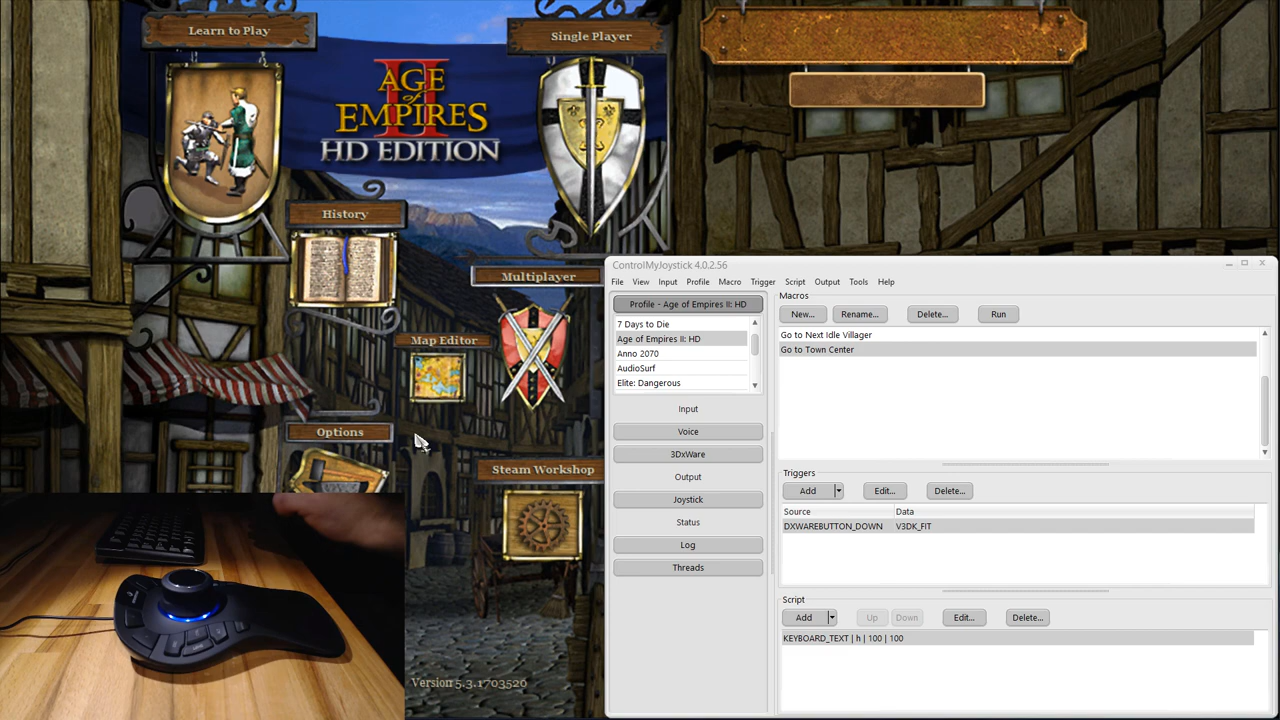 Learn to Play
Single Player
AGE
of
EMPIRES
II
HD EDITION
History
Multiplayer
Map Editor
Options
Steam Workshop
Version 5.3.1703526
ControlMyJoystick 4.0.2.56
File View Input Profile Macro Trigger Script Output Tools Help
Profile - Age of Empires II: HD
7 Days to Die
Age of Empires II: HD
Anno 2070
AudioSurf
Elite: Dangerous
Input
Voice
3DxWare
Output
Joystick
Status
Log
Threads
Macros
New... Rename... Delete... Run
Go to Next Idle Villager
Go to Town Center
Triggers
Add Edit... Delete...
Source Data
DXWAREBUTTON_DOWN V3DK_FIT
Script
Add Up Down Edit... Delete...
KEYBOARD_TEXT | h | 100 | 100